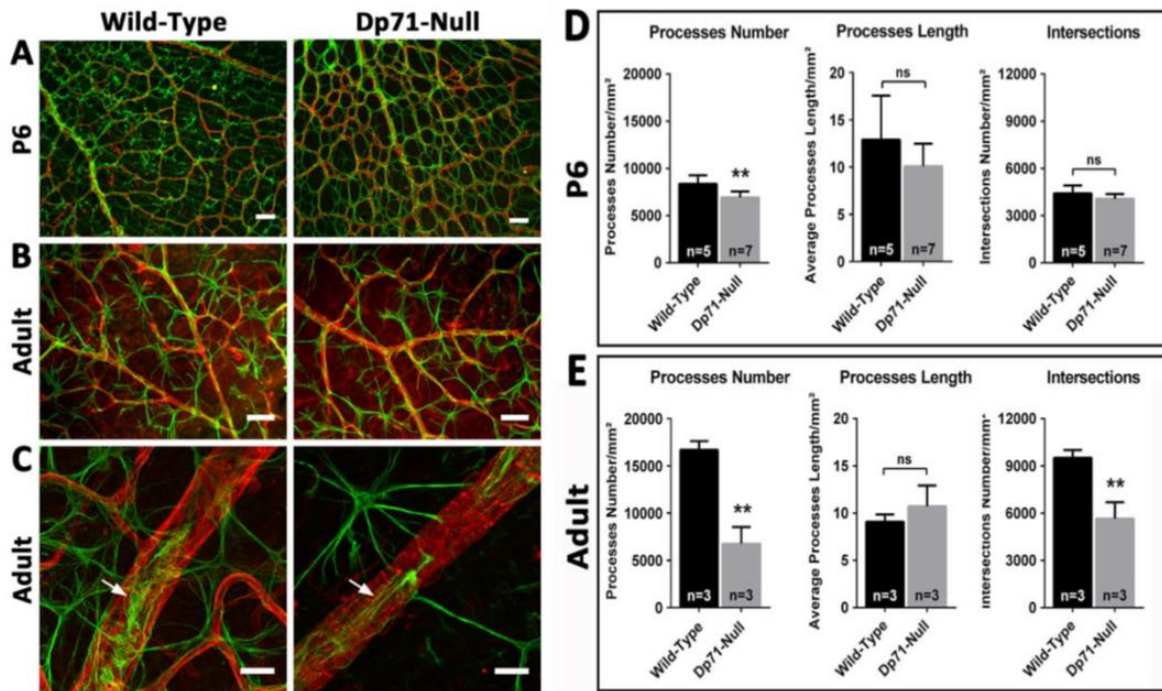 Wild-Type Dp71-Null
A
P6
B
Adult
C
Adult
D
P6
Processes Number
Processes Number/mm²
20000
15000
10000
5000
0
**
n=5 n=7
Wild-Type Dp71-Null
Processes Length
Average Processes Length/mm²
20
15
10
5
0
ns
n=5 n=7
Wild-Type Dp71-Null
Intersections
Intersections Number/mm²
12000
9000
6000
3000
0
ns
n=5 n=7
Wild-Type Dp71-Null
E
Adult
Processes Number
Processes Number/mm²
20000
15000
10000
5000
0
**
n=3 n=3
Wild-Type Dp71-Null
Processes Length
Average Processes Length/mm²
20
15
10
5
0
ns
n=3 n=3
Wild-Type Dp71-Null
Intersections
Intersections Number/mm²
12000
9000
6000
3000
0
**
n=3 n=3
Wild-Type Dp71-Null